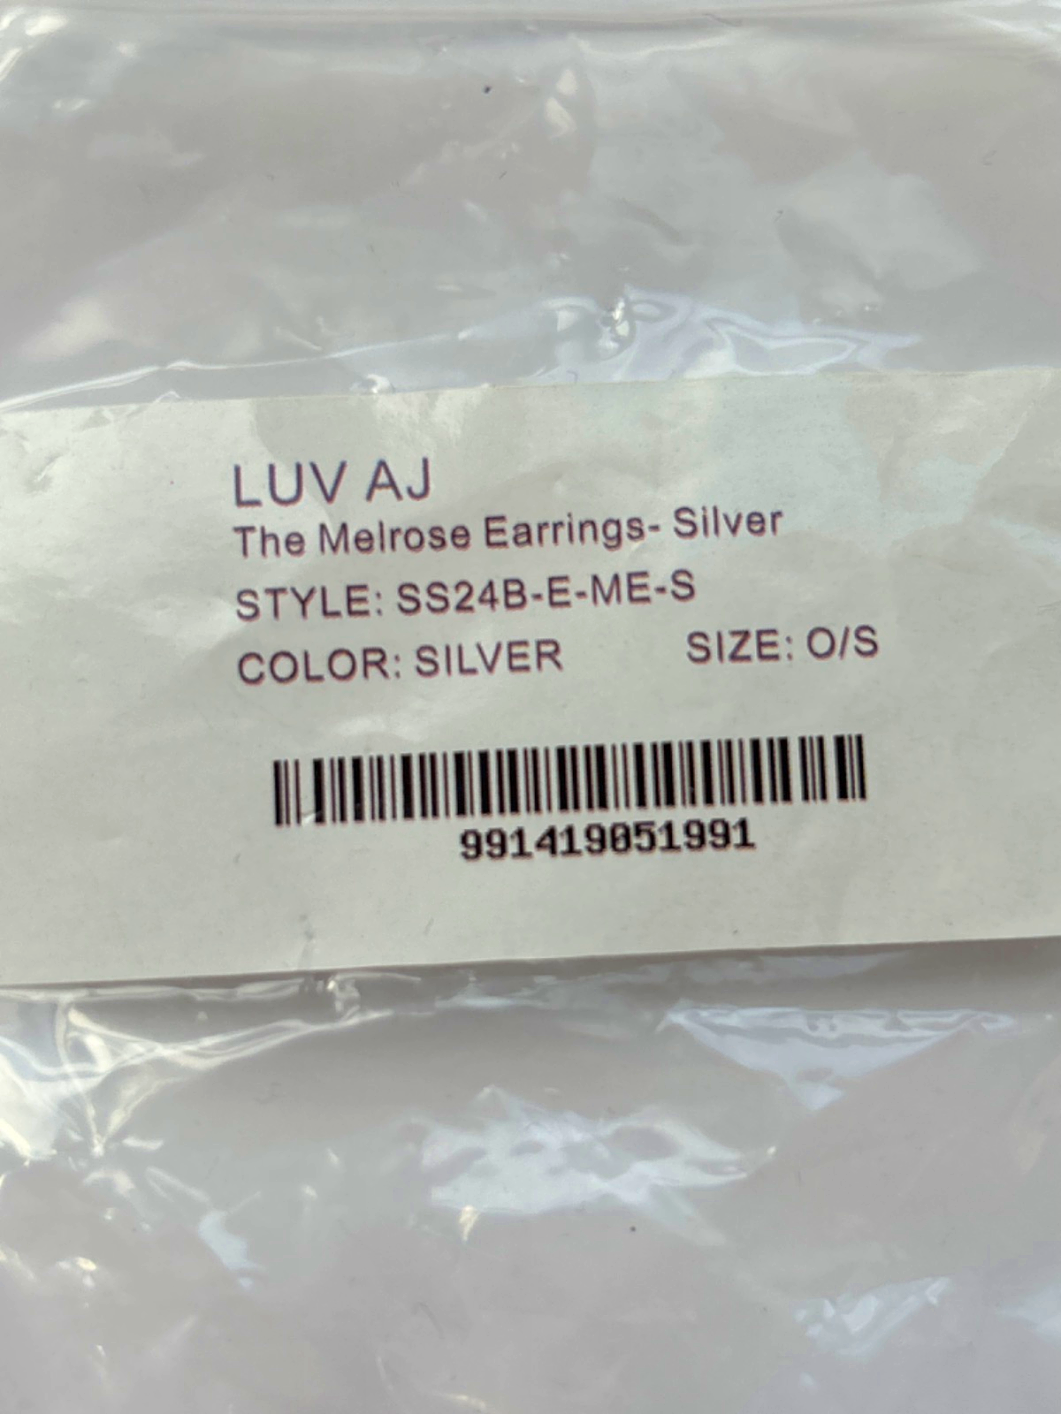 LUV AJ
The Melrose Earrings- Silver
STYLE: SS24B-E-ME-S
COLOR: SILVER SIZE: O/S
991419051991